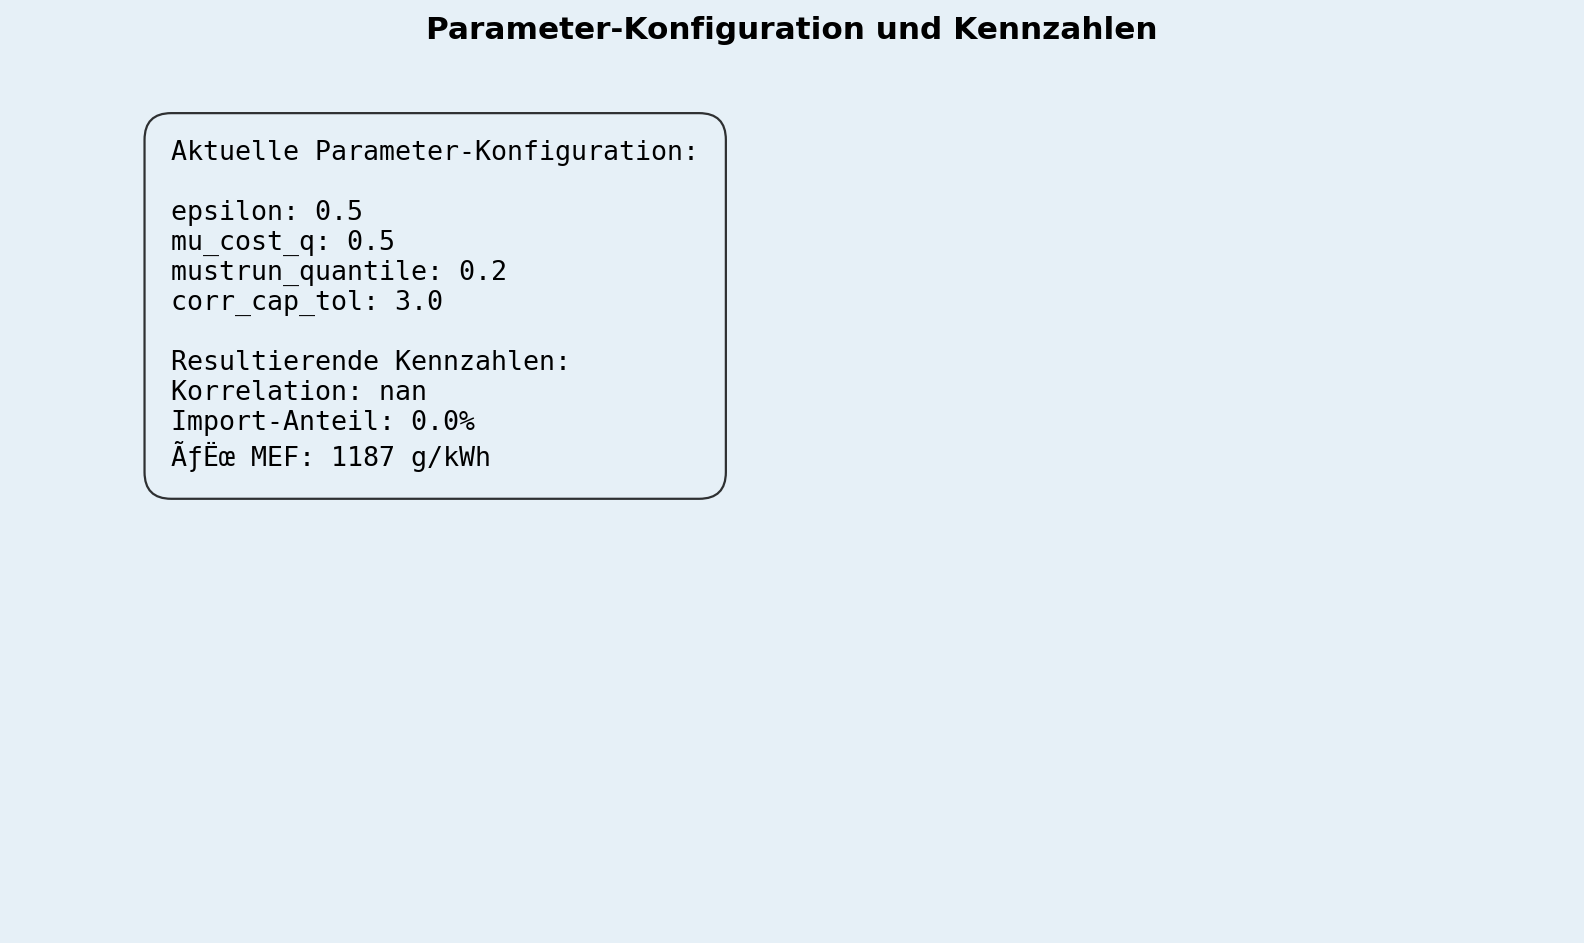 Parameter-Konfiguration und Kennzahlen
Aktuelle Parameter-Konfiguration:
epsilon: 0.5
mu_cost_q: 0.5
mustrun_quantile: 0.2
corr_cap_tol: 3.0
Resultierende Kennzahlen:
Korrelation: nan
Import-Anteil: 0.0%
ÃƒËœ MEF: 1187 g/kWh